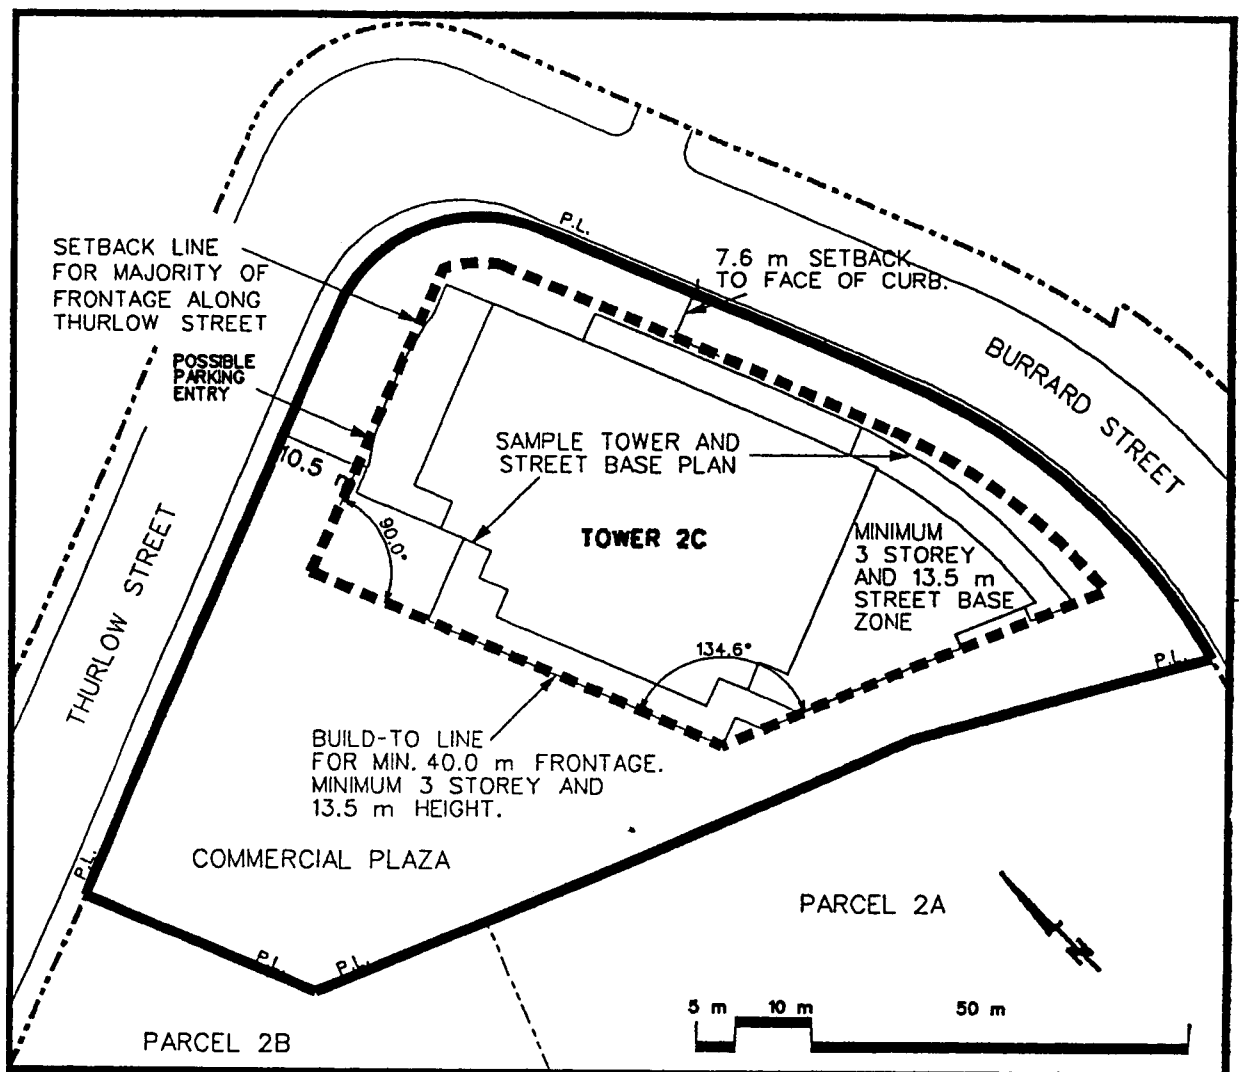 P.L.
SETBACK LINE
FOR MAJORITY OF
FRONTAGE ALONG
THURLOW STREET
7.6 m SETBACK
TO FACE OF CURB.
POSSIBLE
PARKING
ENTRY
BURRARD STREET
SAMPLE TOWER AND
STREET BASE PLAN
10.5 m
90.0°
TOWER 2C
MINIMUM
3 STOREY
AND 13.5 m
STREET BASE
ZONE
THURLOW STREET
134.6°
P.L.
BUILD-TO LINE
FOR MIN. 40.0 m FRONTAGE.
MINIMUM 3 STOREY AND
13.5 m HEIGHT.
COMMERCIAL PLAZA
P.L.
PARCEL 2A
P.L.
P.L.
N
5 m 10 m 50 m
PARCEL 2B